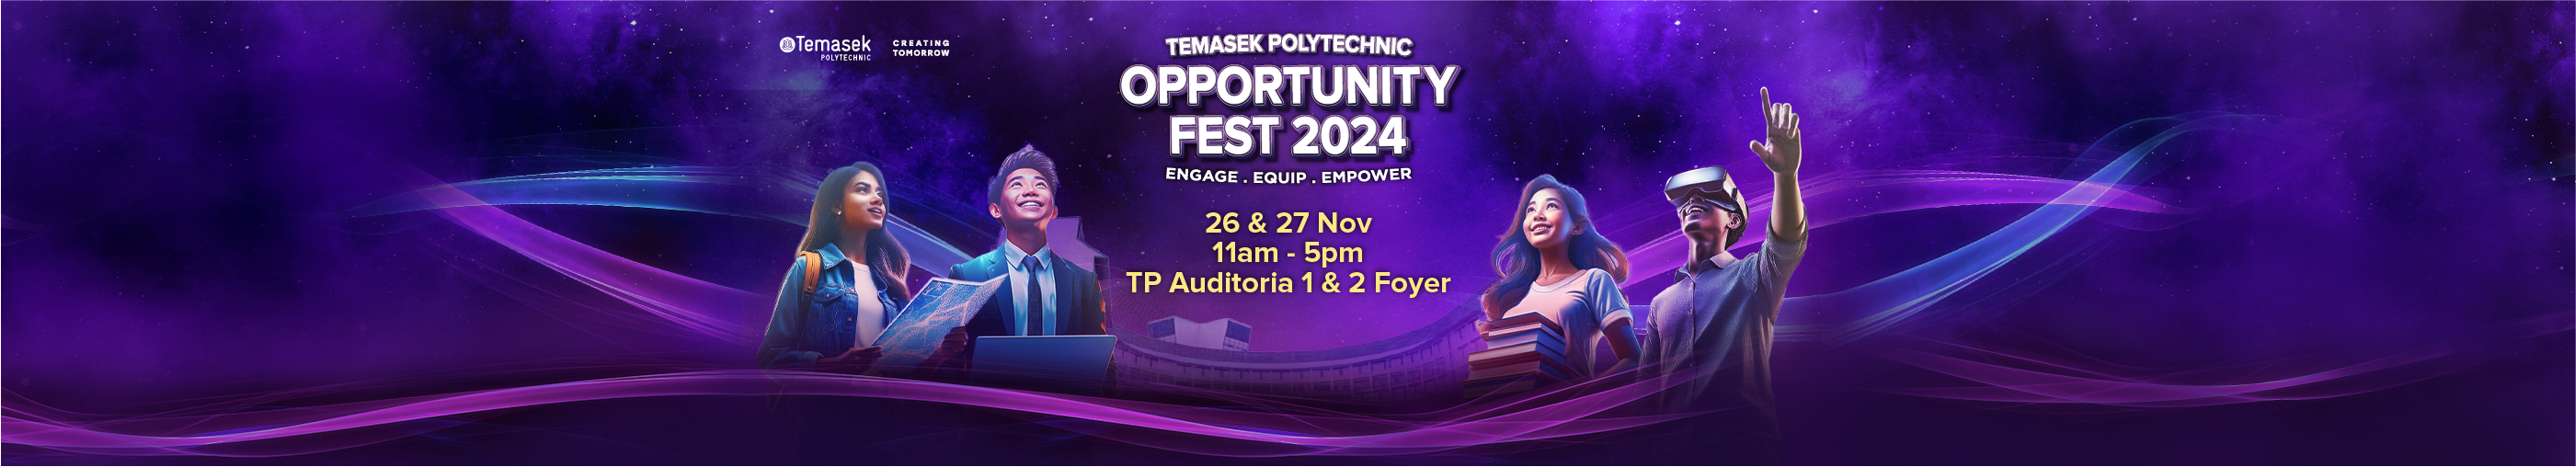 Temasek
POLYTECHNIC
CREATING
TOMORROW
TEMASEK POLYTECHNIC
OPPORTUNITY
FEST 2024
ENGAGE . EQUIP . EMPOWER
26 & 27 Nov
11am - 5pm
TP Auditoria 1 & 2 Foyer